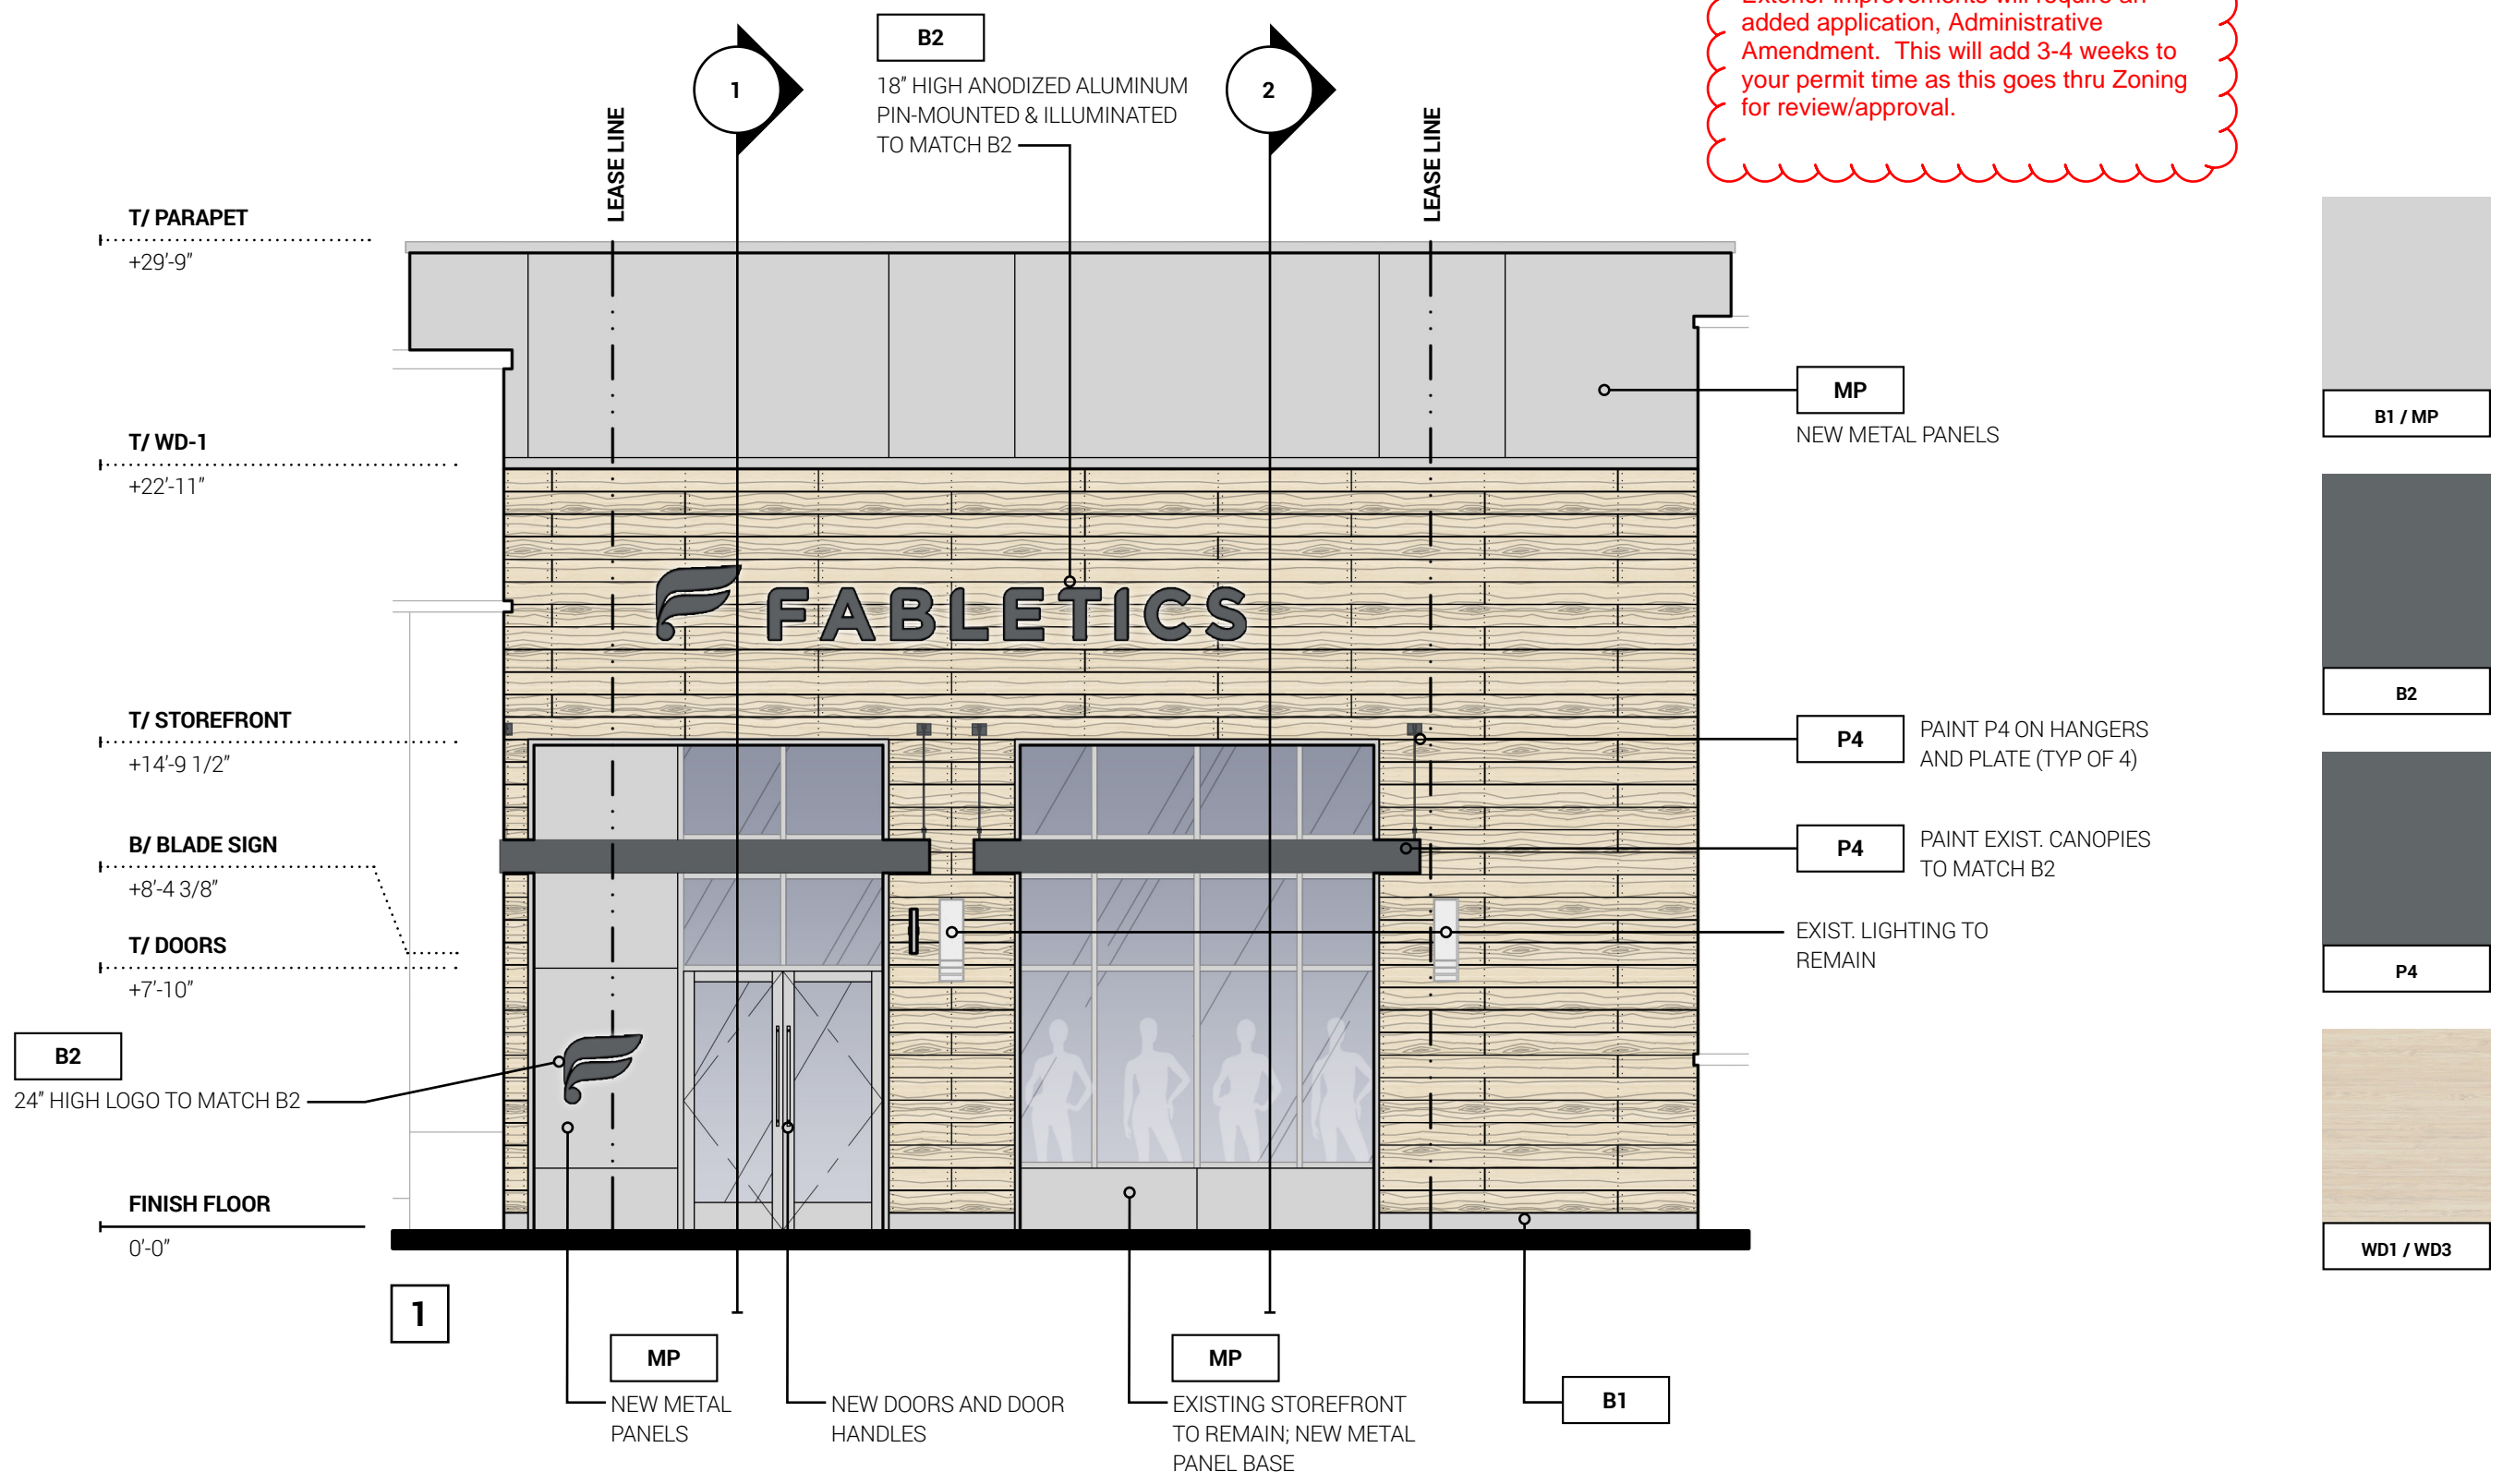 Exterior improvements will require an
added application, Administrative
Amendment.  This will add 3-4 weeks to
your permit time as this goes thru Zoning
for review/approval.
B2
18” HIGH ANODIZED ALUMINUM
PIN-MOUNTED & ILLUMINATED
TO MATCH B2
1
2
LEASE LINE
LEASE LINE
T/ PARAPET
+29’-9”
T/ WD-1
+22’-11”
T/ STOREFRONT
+14’-9 1/2”
B/ BLADE SIGN
+8’-4 3/8”
T/ DOORS
+7’-10”
B2
24” HIGH LOGO TO MATCH B2
FINISH FLOOR
0’-0”
FABLETICS
MP
NEW METAL PANELS
P4
PAINT P4 ON HANGERS
AND PLATE (TYP OF 4)
P4
PAINT EXIST. CANOPIES
TO MATCH B2
EXIST. LIGHTING TO
REMAIN
B1 / MP
B2
P4
WD1 / WD3
1
MP
NEW METAL
PANELS
NEW DOORS AND DOOR
HANDLES
MP
EXISTING STOREFRONT
TO REMAIN; NEW METAL
PANEL BASE
B1